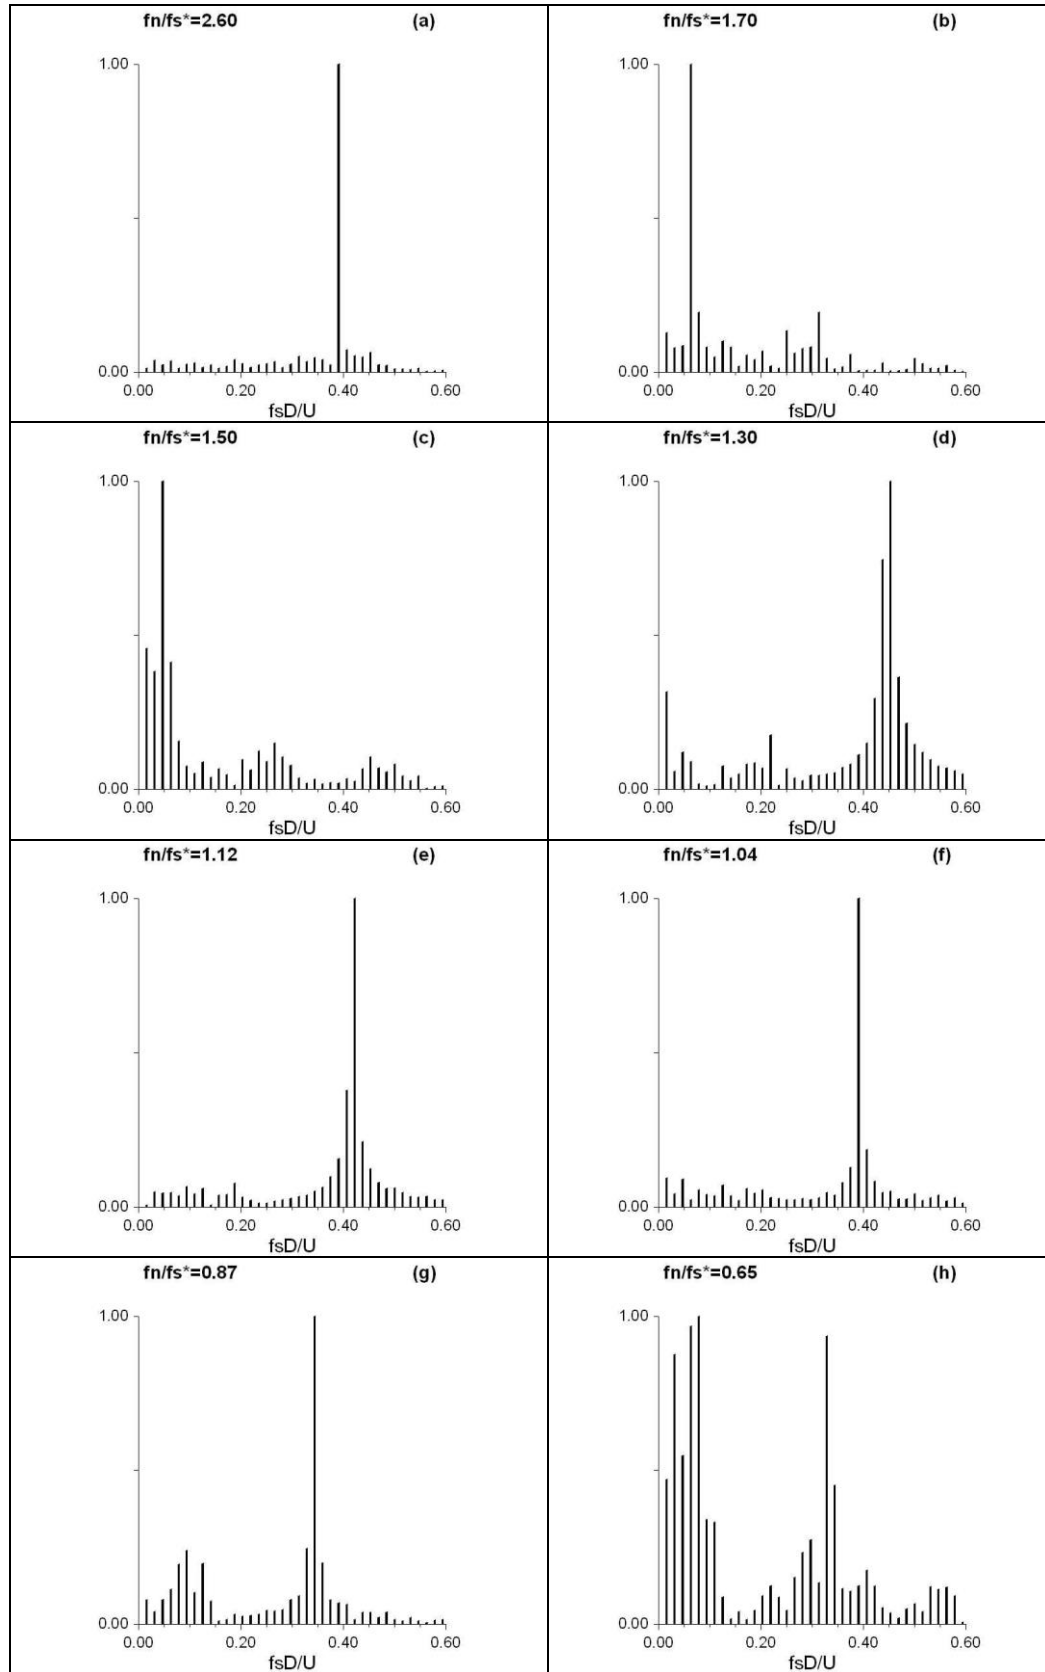 fn/fs*=2.60 (a)
1.00
0.00
0.00 0.20 0.40 0.60
fsD/U
fn/fs*=1.70 (b)
1.00
0.00
0.00 0.20 0.40 0.60
fsD/U
fn/fs*=1.50 (c)
1.00
0.00
0.00 0.20 0.40 0.60
fsD/U
fn/fs*=1.30 (d)
1.00
0.00
0.00 0.20 0.40 0.60
fsD/U
fn/fs*=1.12 (e)
1.00
0.00
0.00 0.20 0.40 0.60
fsD/U
fn/fs*=1.04 (f)
1.00
0.00
0.00 0.20 0.40 0.60
fsD/U
fn/fs*=0.87 (g)
1.00
0.00
0.00 0.20 0.40 0.60
fsD/U
fn/fs*=0.65 (h)
1.00
0.00
0.00 0.20 0.40 0.60
fsD/U